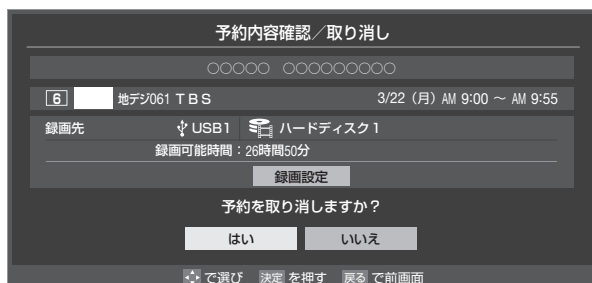 予約内容確認／取り消し
○○○○○ ○○○○○○○○○
6 地デジ061 TBS 3/22（月）AM 9:00 ～ AM 9:55
録画先 USB1 ハードディスク1
録画可能時間：26時間50分
録画設定
予約を取り消しますか？
はい いいえ
で選び 決定 を押す 戻る で前画面